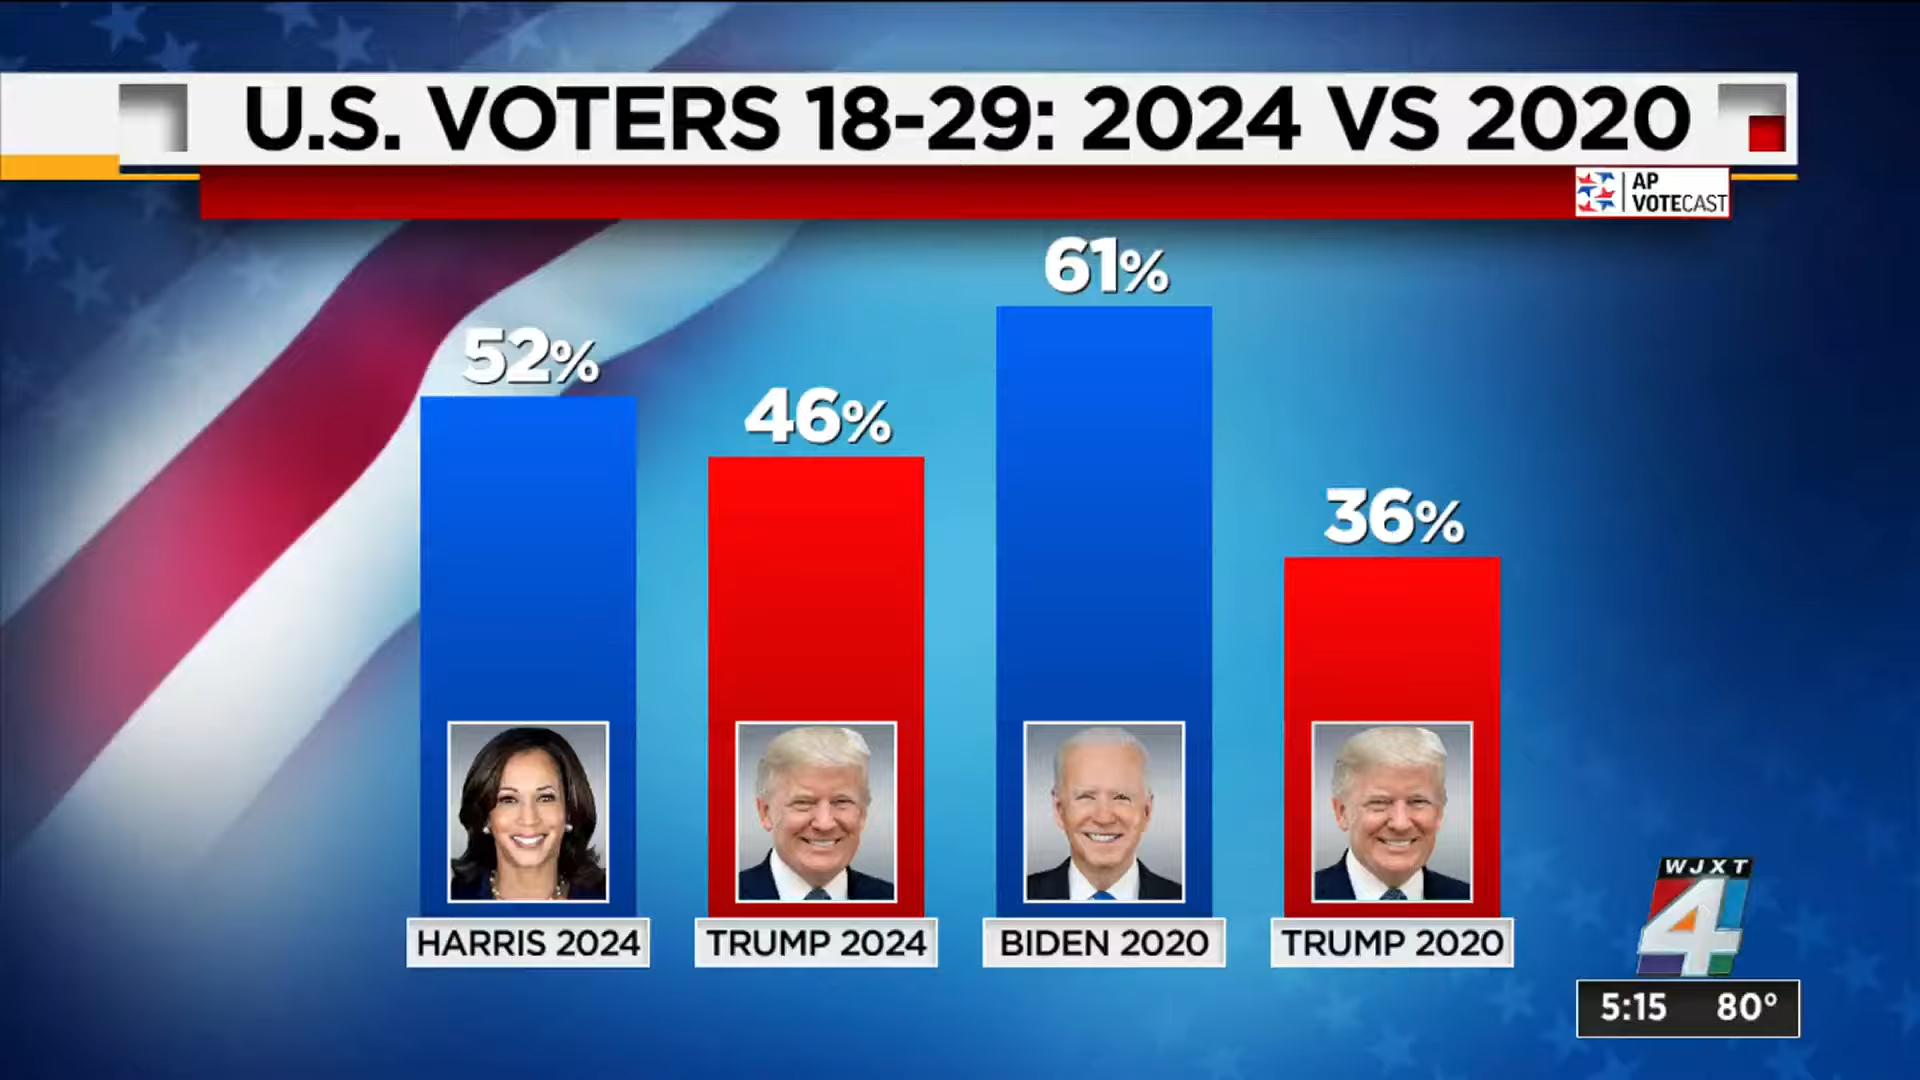 U.S. VOTERS 18-29: 2024 VS 2020
AP
VOTECAST
61%
52%
46%
36%
HARRIS 2024
TRUMP 2024
BIDEN 2020
TRUMP 2020
WJXT
4
5:15 80°